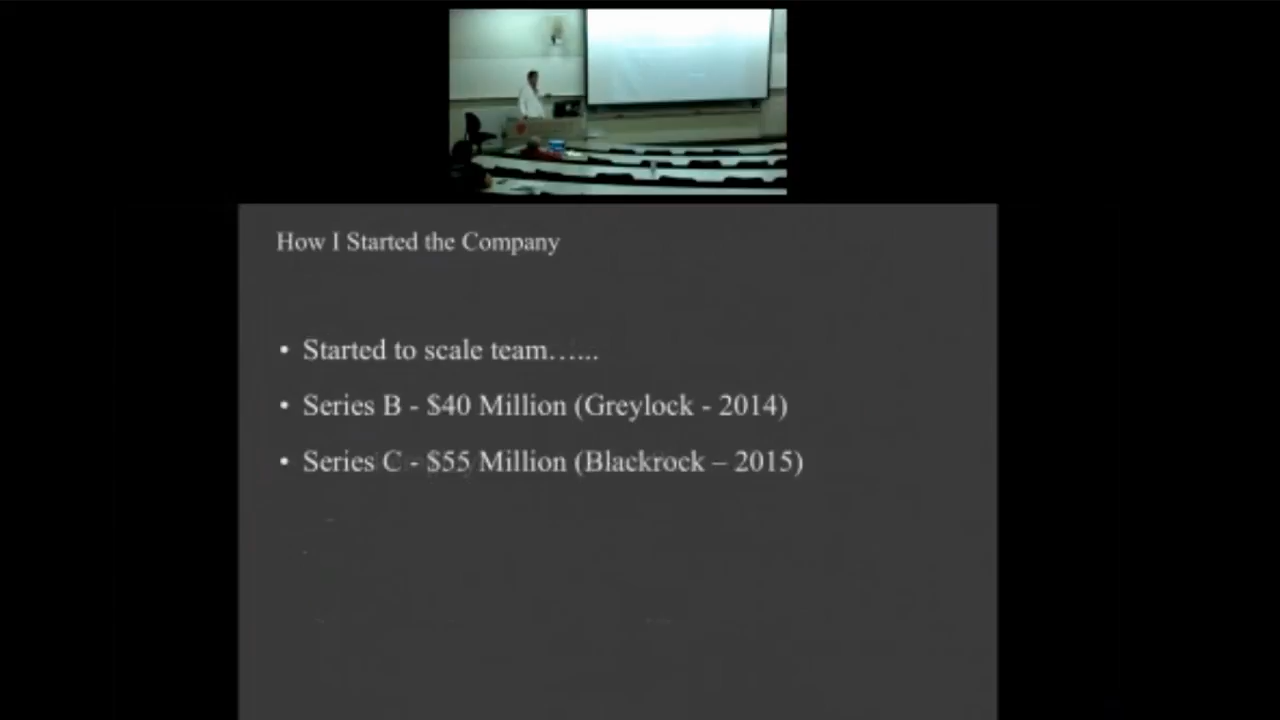 How I Started the Company
• Started to scale team…...
• Series B - $40 Million (Greylock - 2014)
• Series C - $55 Million (Blackrock – 2015)